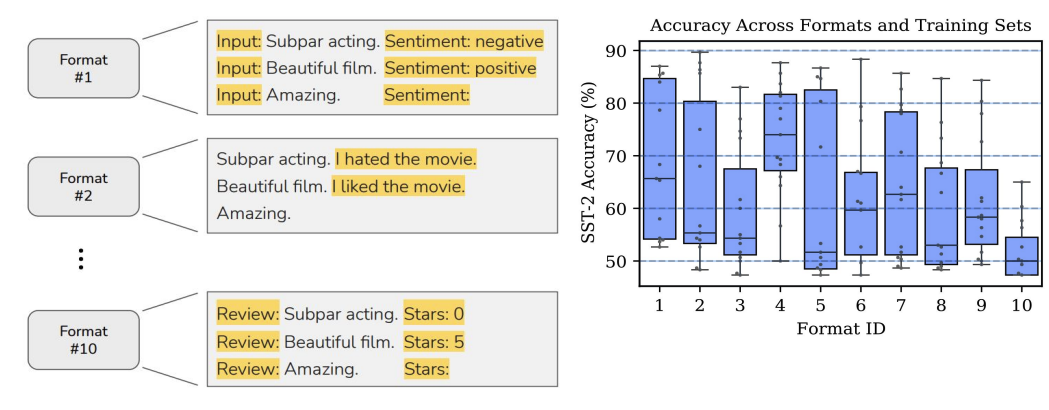 Format
#1
Input: Subpar acting. Sentiment: negative
Input: Beautiful film. Sentiment: positive
Input: Amazing. Sentiment:
Format
#2
Subpar acting. I hated the movie.
Beautiful film. I liked the movie.
Amazing.
Format
#10
Review: Subpar acting. Stars: 0
Review: Beautiful film. Stars: 5
Review: Amazing. Stars:
Accuracy Across Formats and Training Sets
SST-2 Accuracy (%)
90
80
70
60
50
1 2 3 4 5 6 7 8 9 10
Format ID